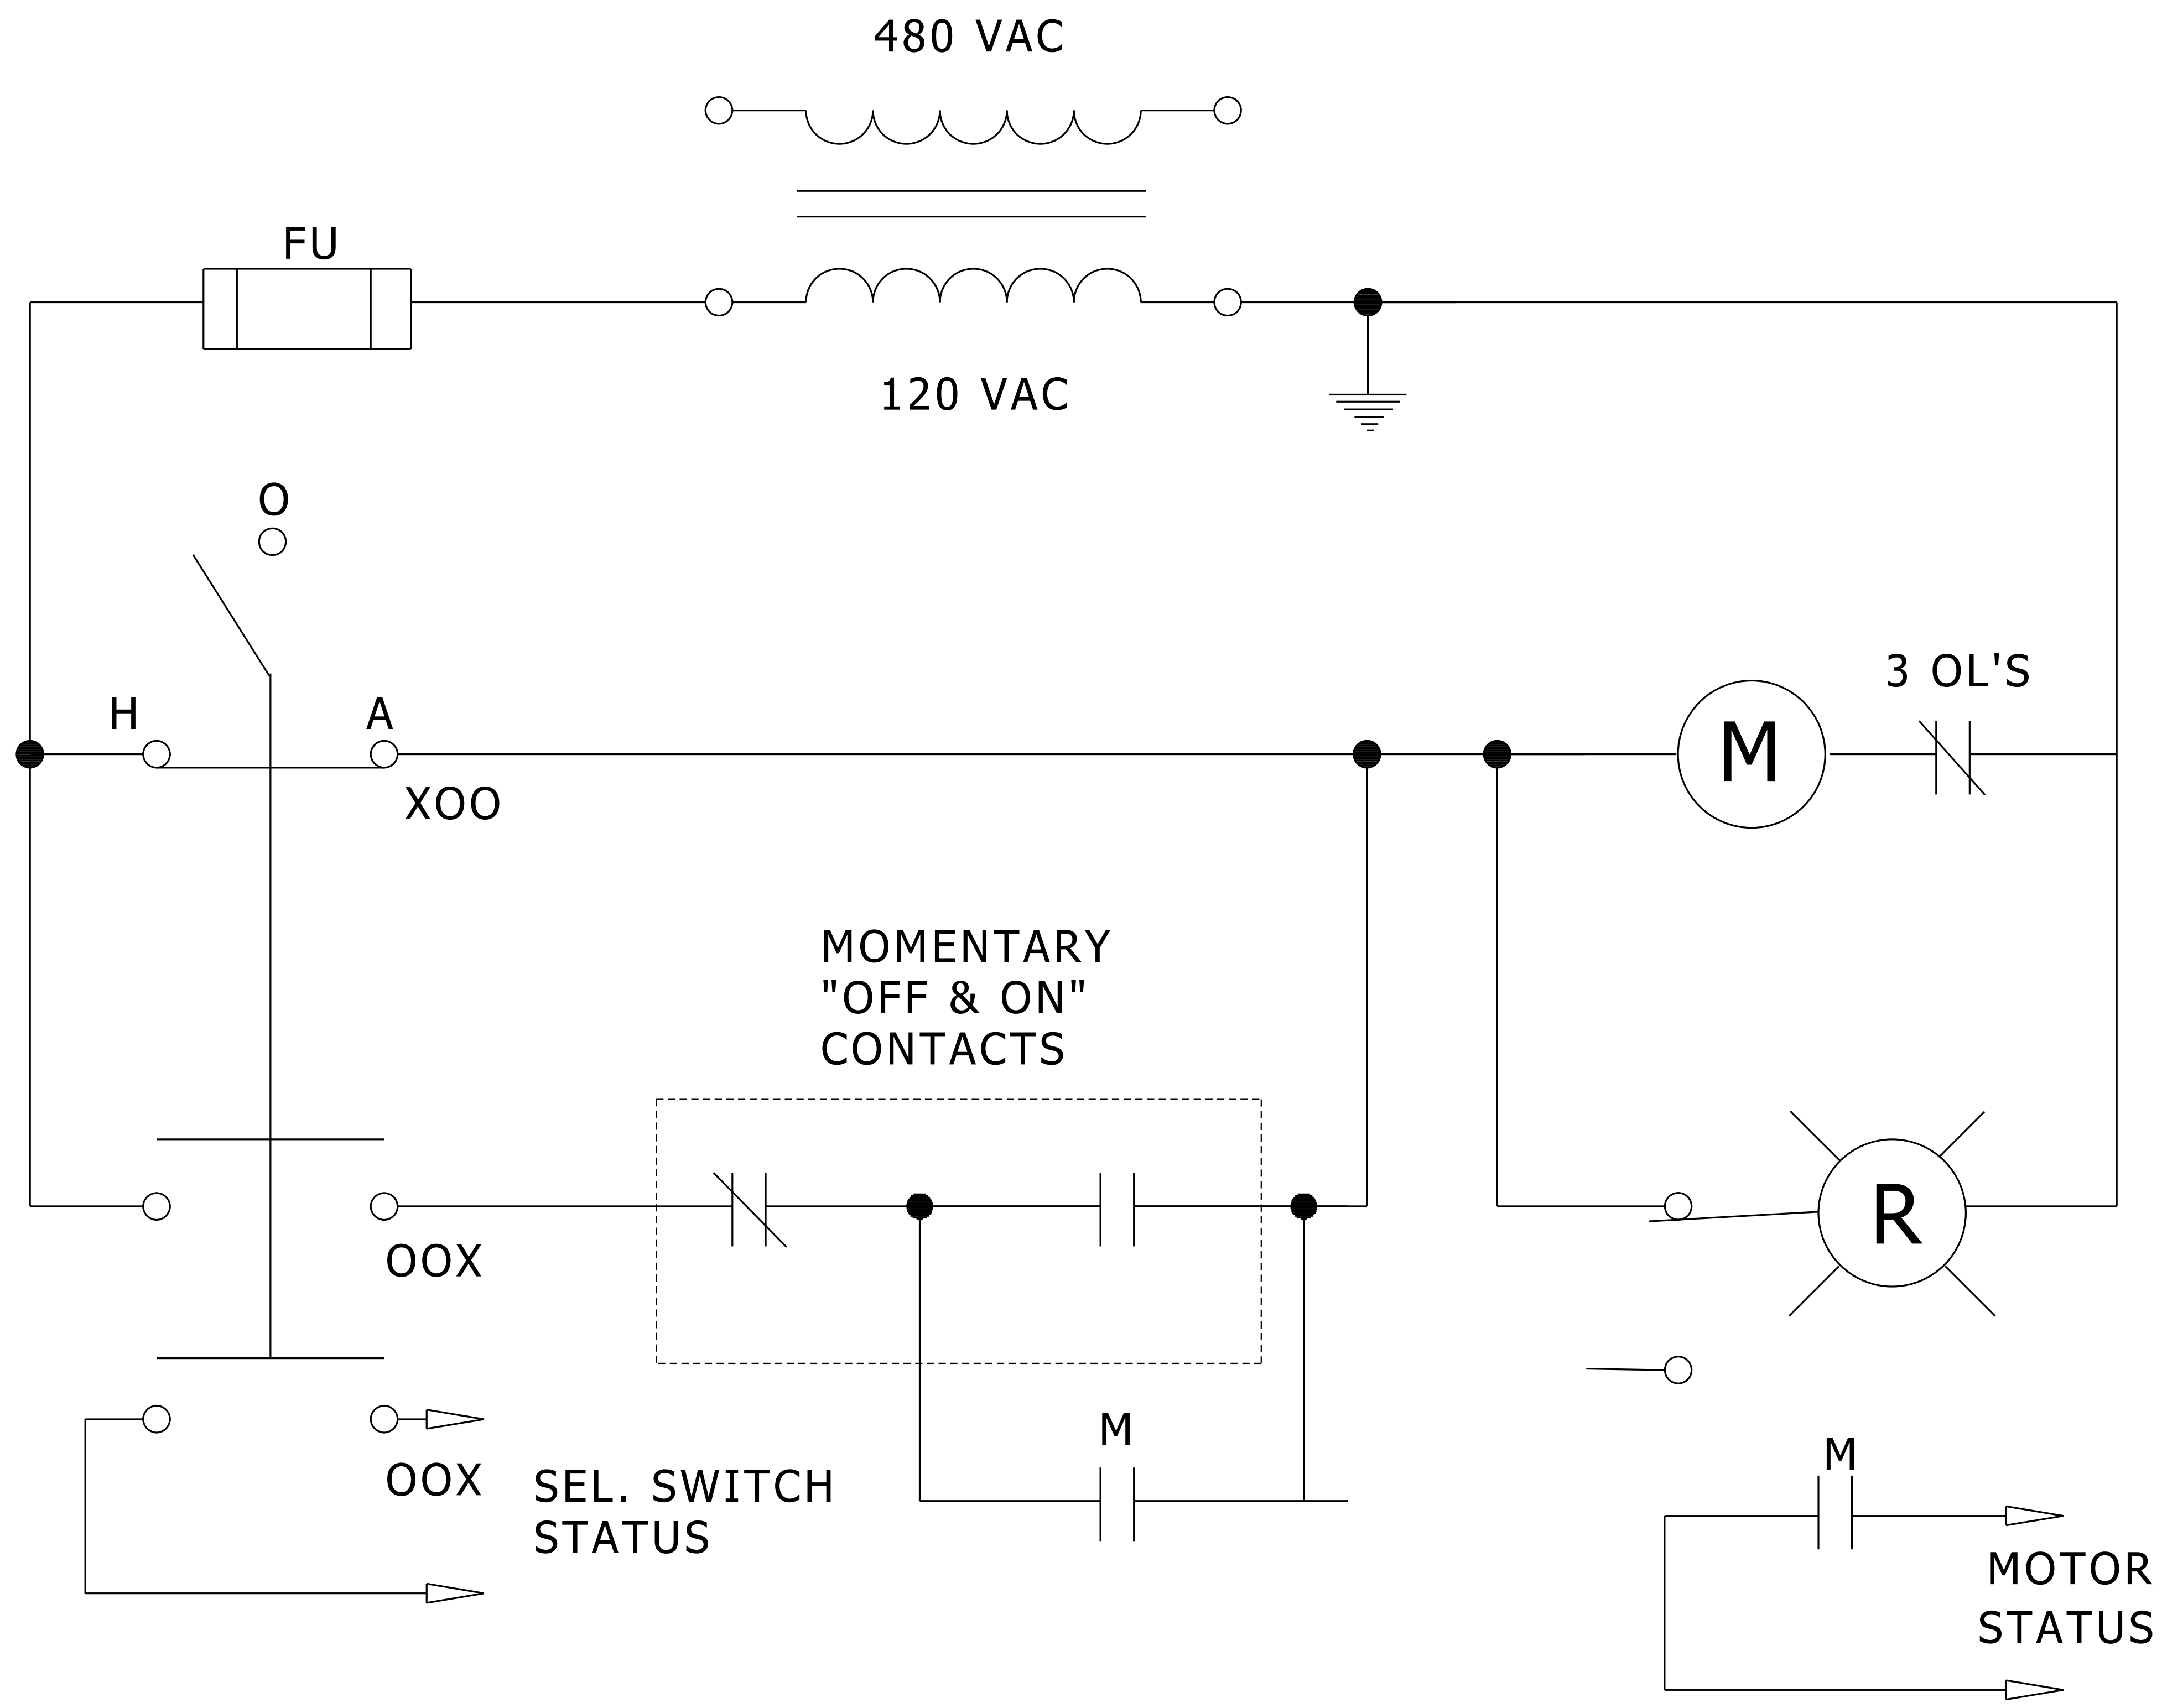 480 VAC
FU
120 VAC
O
3 OL'S
H
A
M
XOO
MOMENTARY
"OFF & ON"
CONTACTS
R
OOX
M
M
OOX
SEL. SWITCH
STATUS
MOTOR
STATUS